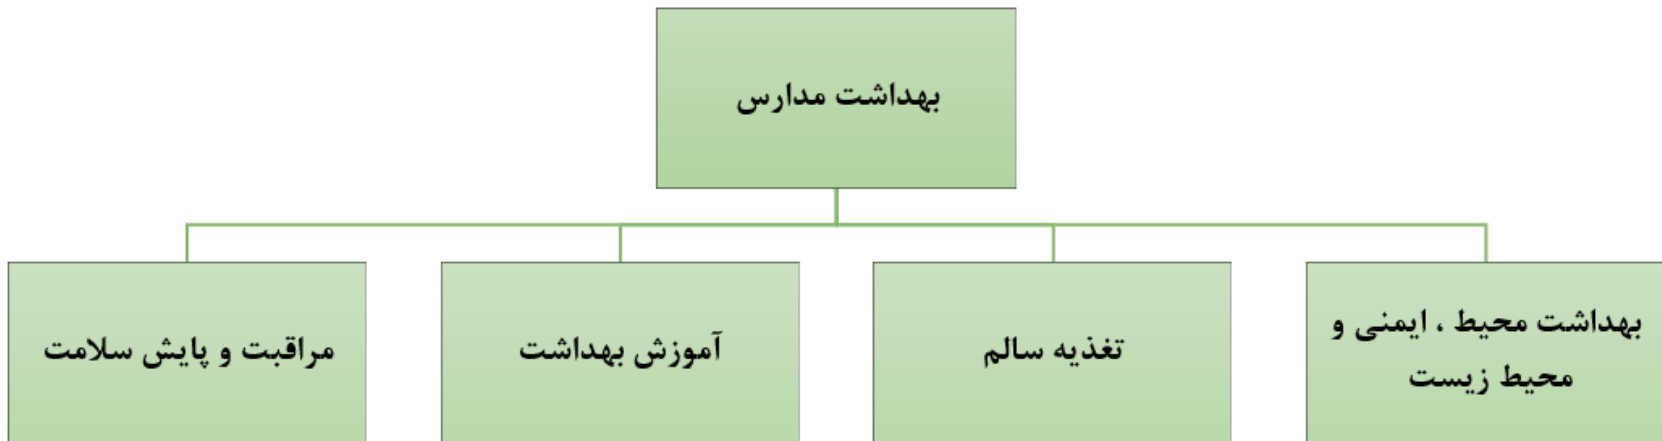 بهداشت مدارس
بهداشت محیط ، ایمنی و
محیط زیست
تغذیه سالم
آموزش بهداشت
مراقبت و پایش سلامت